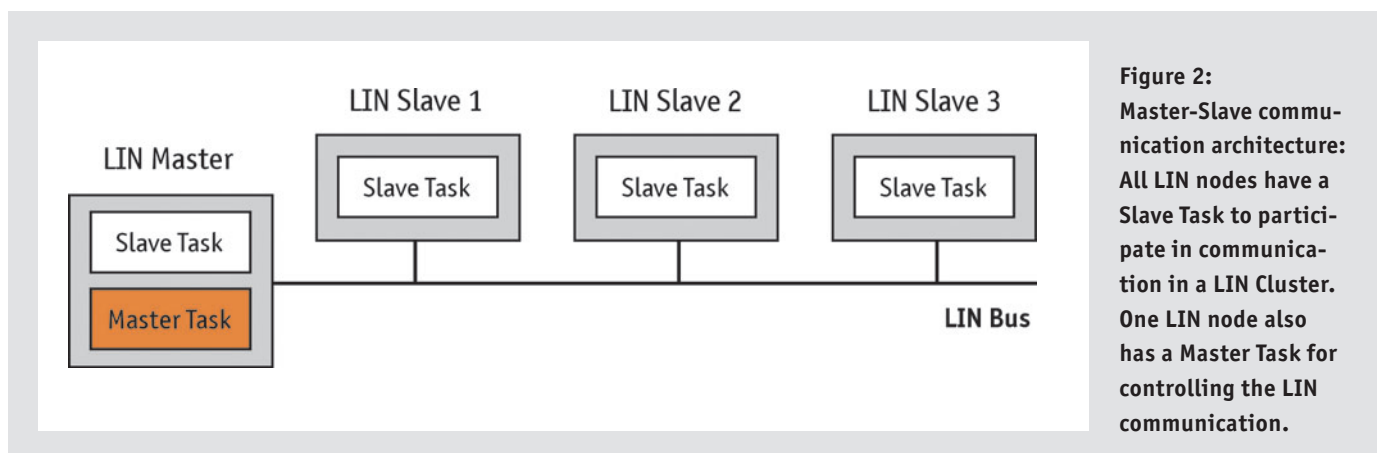 LIN Master
Slave Task
Master Task
LIN Slave 1
Slave Task
LIN Slave 2
Slave Task
LIN Slave 3
Slave Task
LIN Bus
Figure 2:
Master-Slave commu-
nication architecture:
All LIN nodes have a
Slave Task to partici-
pate in communica-
tion in a LIN Cluster.
One LIN node also
has a Master Task for
controlling the LIN
communication.